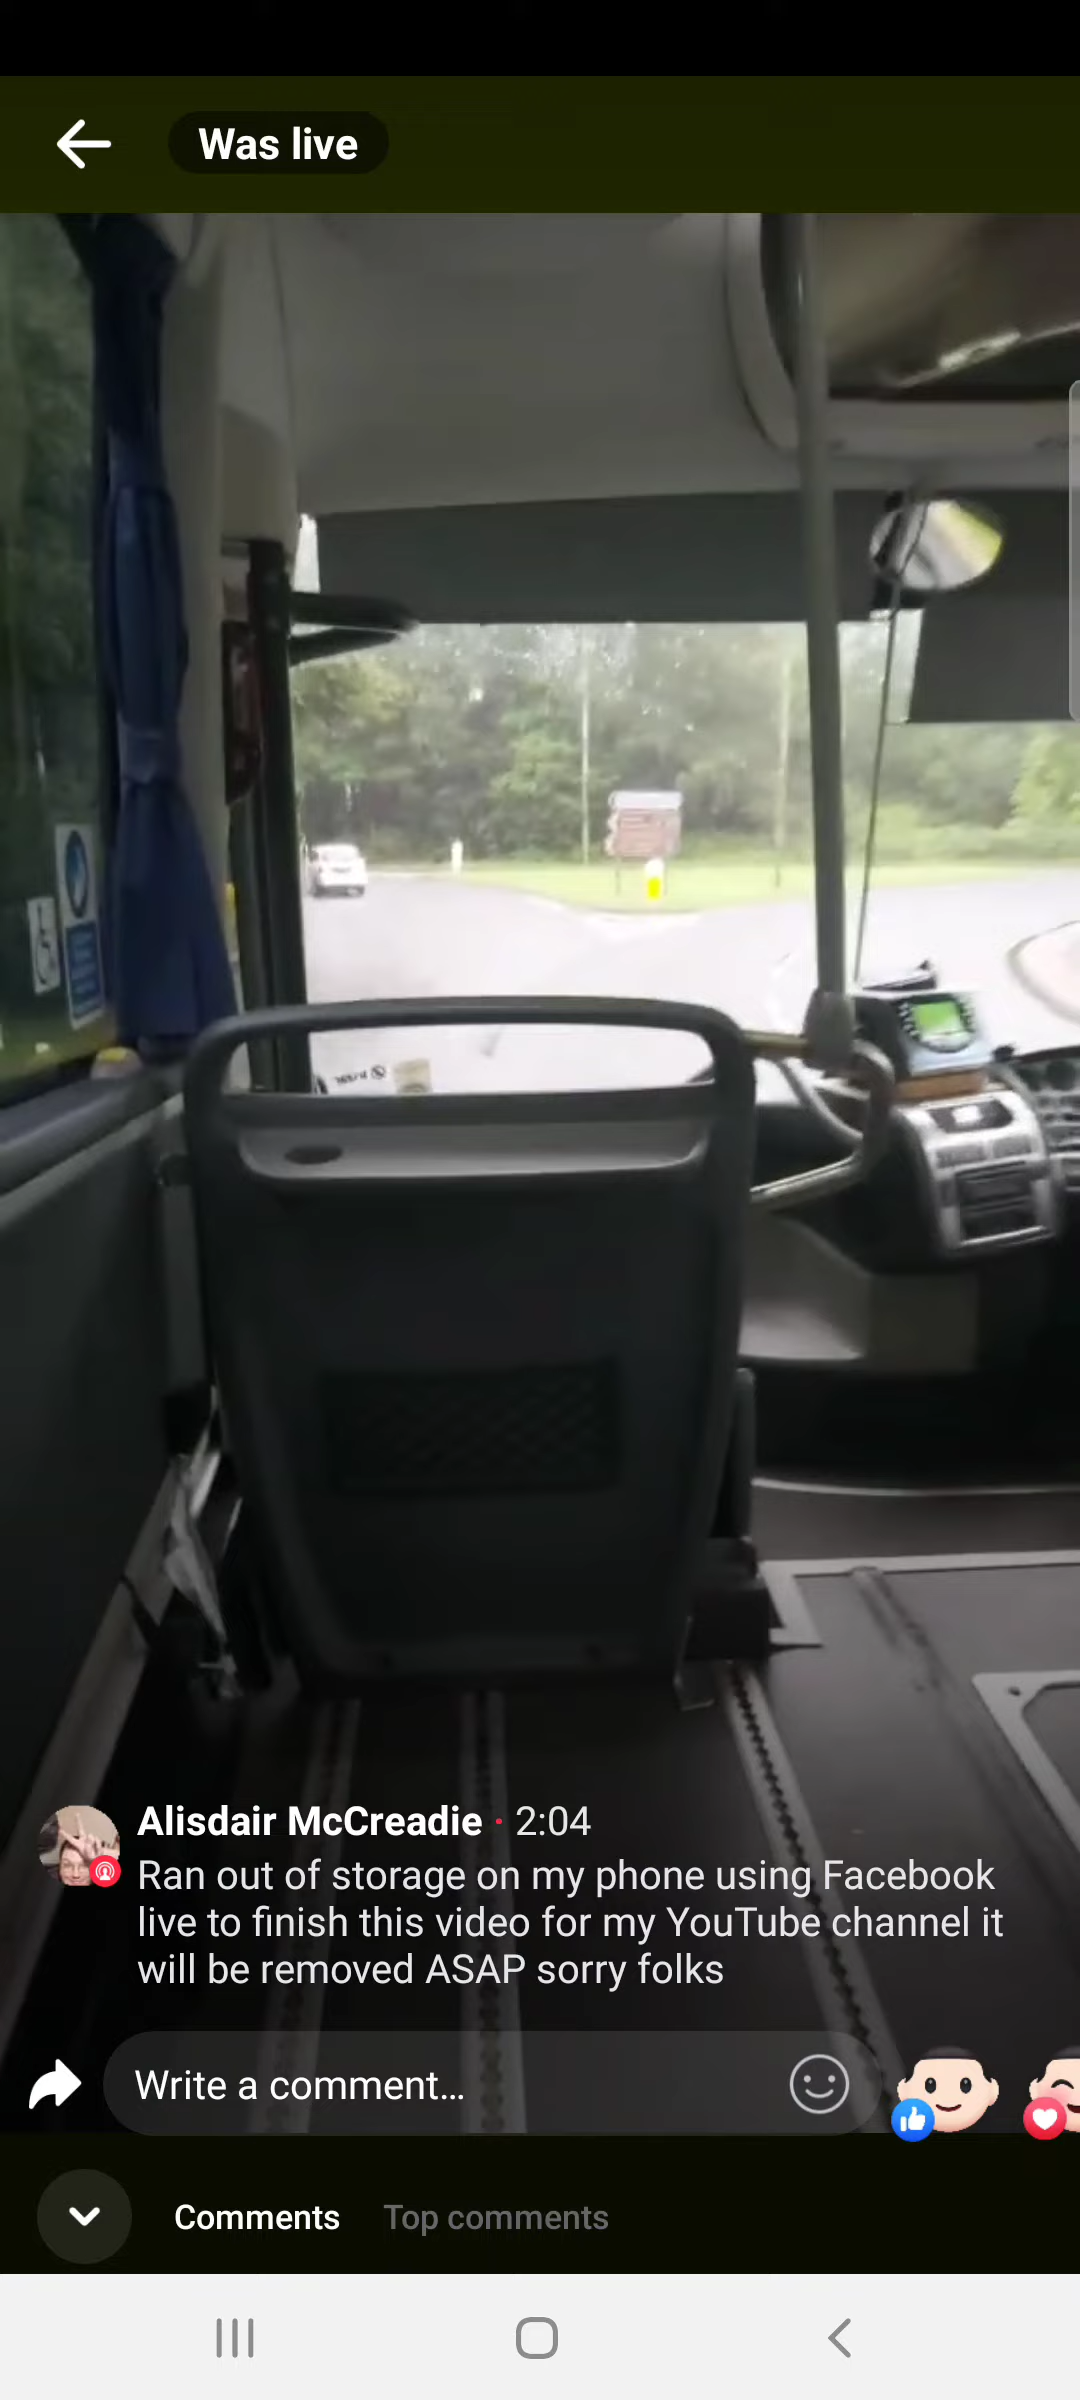 Was live
Alisdair McCreadie · 2:04
Ran out of storage on my phone using Facebook
live to finish this video for my YouTube channel it
will be removed ASAP sorry folks
Write a comment...
Comments Top comments